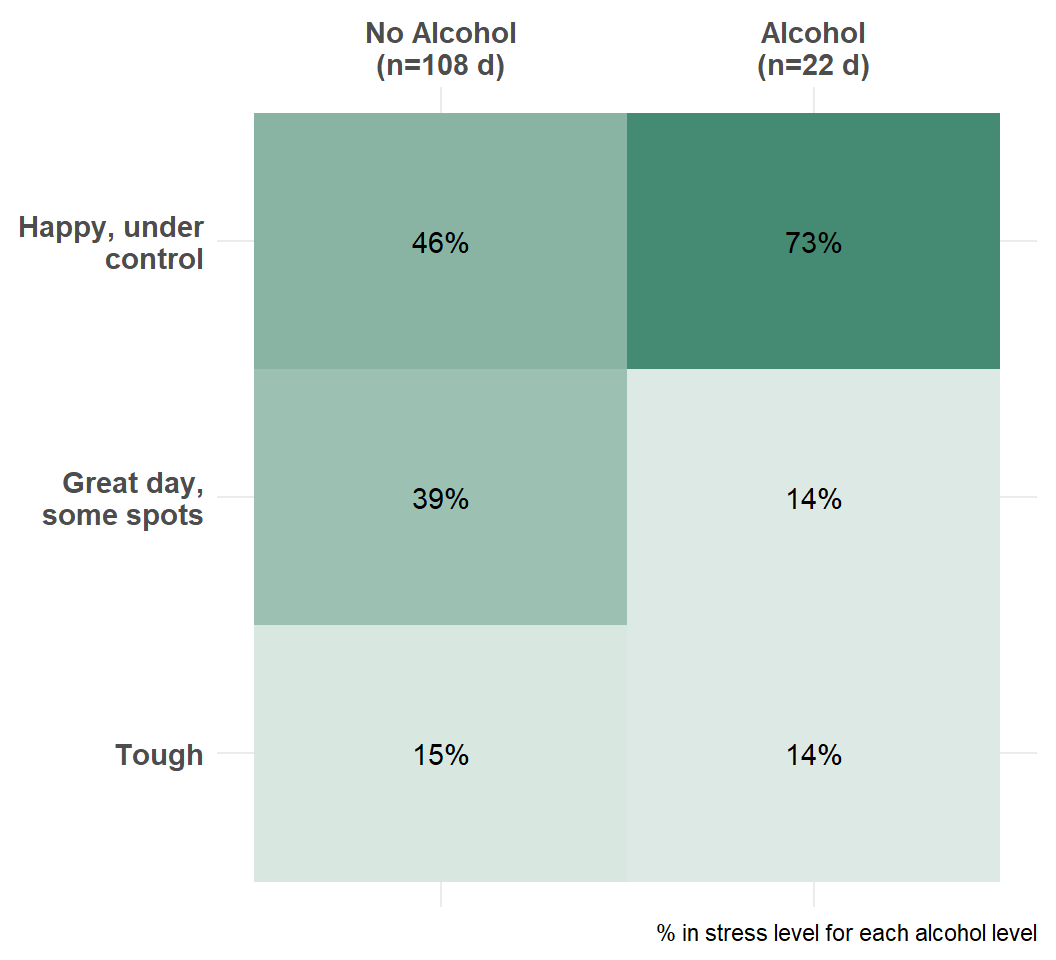 No Alcohol
(n=108 d)
Alcohol
(n=22 d)
Happy, under
control
46%
73%
Great day,
some spots
39%
14%
Tough
15%
14%
% in stress level for each alcohol level